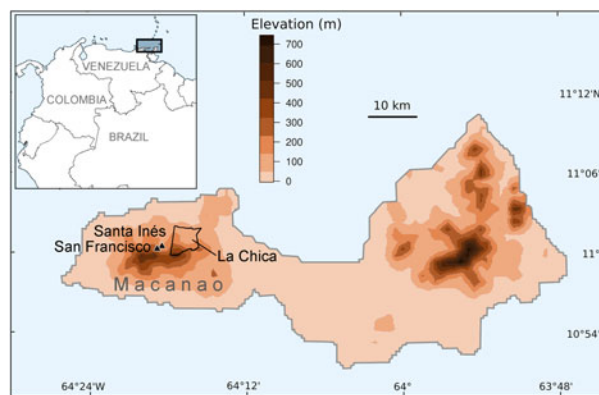 Elevation (m)
700
600
500
400
300
200
100
0
VENEZUELA
COLOMBIA
BRAZIL
10 km
11°12'N
11°06'
11°
10°54'
Santa Inés
San Francisco
La Chica
Macanao
64°24'W
64°12'
64°
63°48'